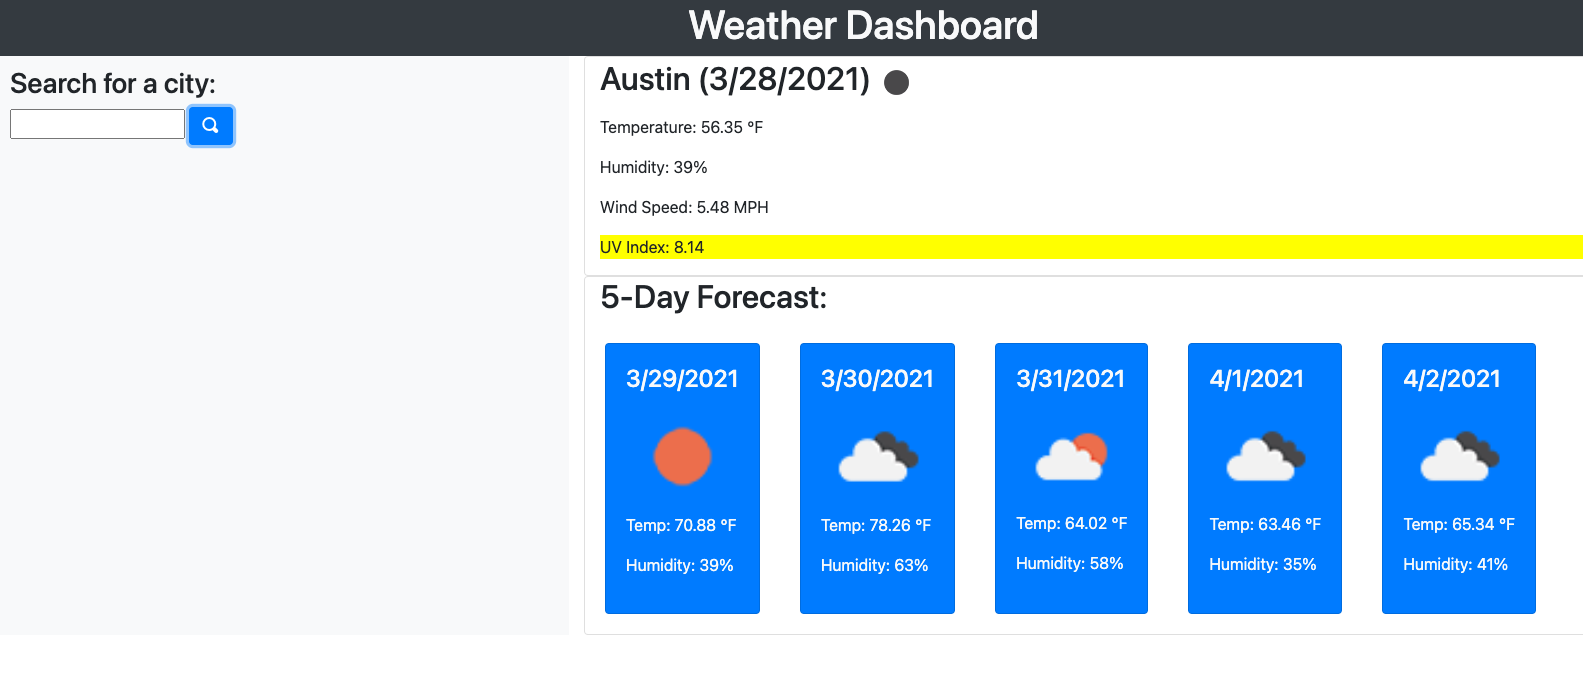 Weather Dashboard
Search for a city:
Austin (3/28/2021)
Temperature: 56.35 °F
Humidity: 39%
Wind Speed: 5.48 MPH
UV Index: 8.14
5-Day Forecast:
3/29/2021
Temp: 70.88 °F
Humidity: 39%
3/30/2021
Temp: 78.26 °F
Humidity: 63%
3/31/2021
Temp: 64.02 °F
Humidity: 58%
4/1/2021
Temp: 63.46 °F
Humidity: 35%
4/2/2021
Temp: 65.34 °F
Humidity: 41%